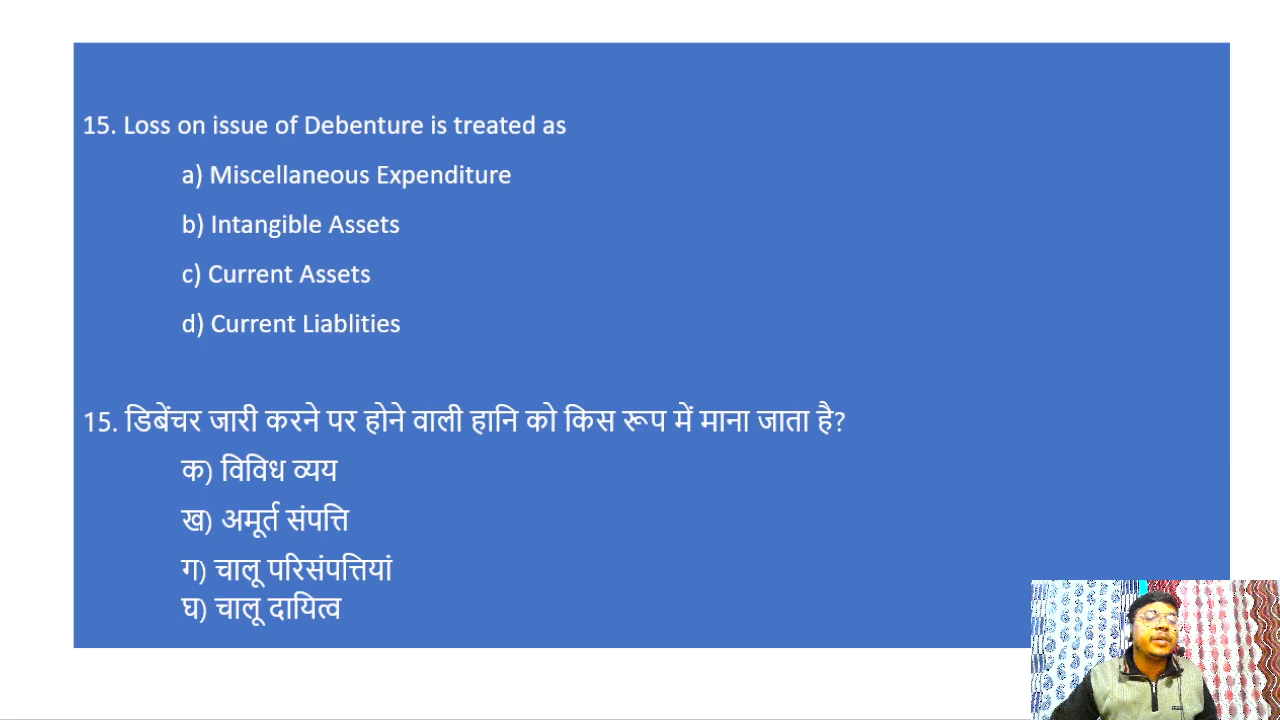 15. Loss on issue of Debenture is treated as
a) Miscellaneous Expenditure
b) Intangible Assets
c) Current Assets
d) Current Liablities
15. डिबेंचर जारी करने पर होने वाली हानि को किस रूप में माना जाता है?
क) विविध व्यय
ख) अमूर्त संपत्ति
ग) चालू परिसंपत्तियां
घ) चालू दायित्व